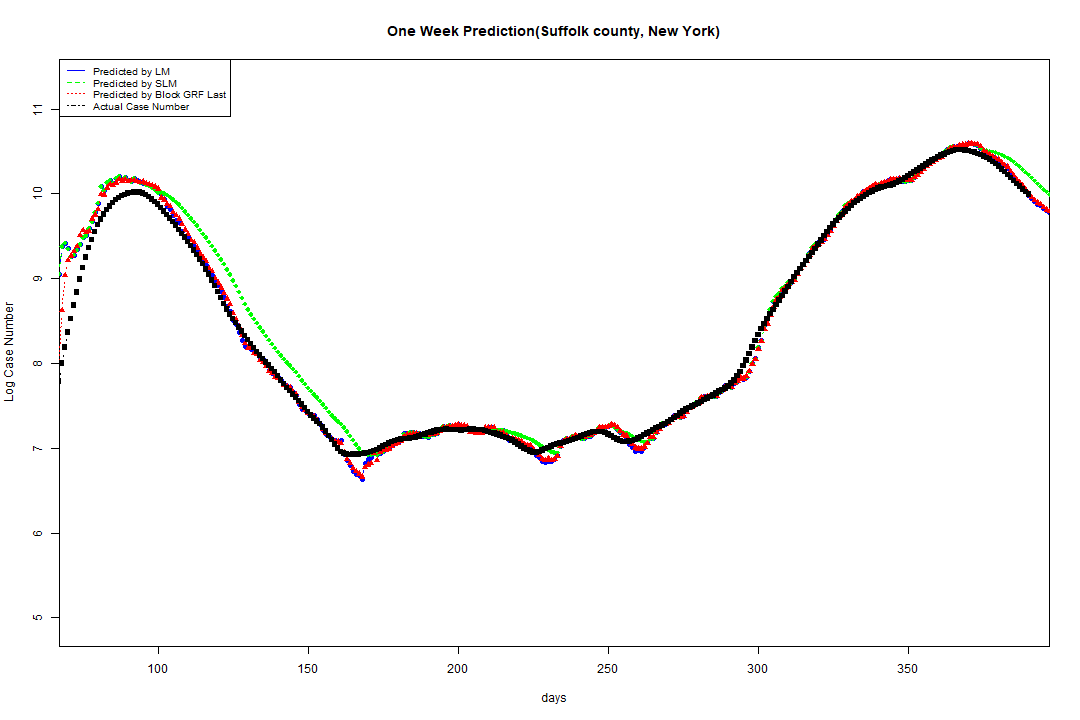 One Week Prediction(Suffolk county, New York)
Predicted by LM
Predicted by SLM
Predicted by Block GRF Last
Actual Case Number
11
10
9
8
7
6
5
Log Case Number
100 150 200 250 300 350
days